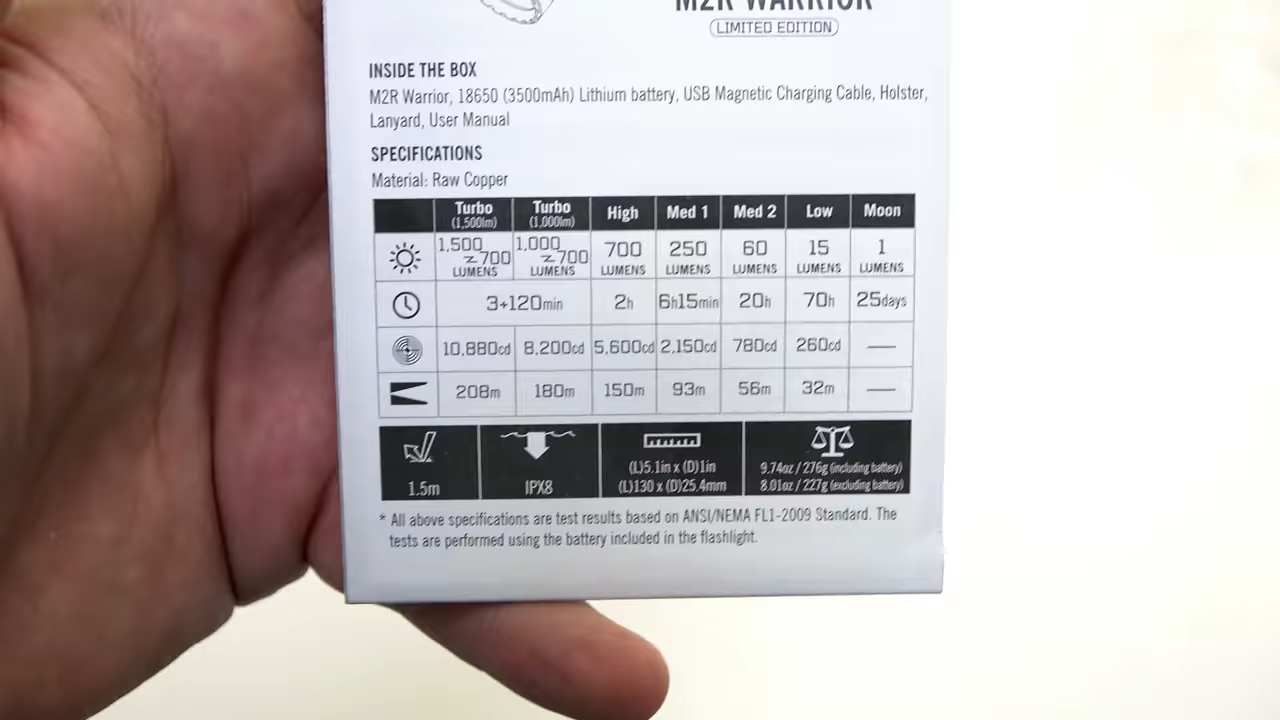 M2R WARRIOR
LIMITED EDITION
INSIDE THE BOX
M2R Warrior, 18650 (3500mAh) Lithium battery, USB Magnetic Charging Cable, Holster,
Lanyard, User Manual
SPECIFICATIONS
Material: Raw Copper
Turbo (1,500lm) Turbo (1,000lm) High Med 1 Med 2 Low Moon
1,500~700 LUMENS 1,000~700 LUMENS 700 LUMENS 250 LUMENS 60 LUMENS 15 LUMENS 1 LUMENS
3+120min 2h 6h15min 20h 70h 25days
10,880cd 8,200cd 5,600cd 2,150cd 780cd 260cd —
208m 180m 150m 93m 56m 32m —
1.5m
IPX8
(L)5.1in x (D)1in
(L)130 x (D)25.4mm
9.74oz / 276g (including battery)
8.01oz / 227g (excluding battery)
* All above specifications are test results based on ANSI/NEMA FL1-2009 Standard. The
tests are performed using the battery included in the flashlight.